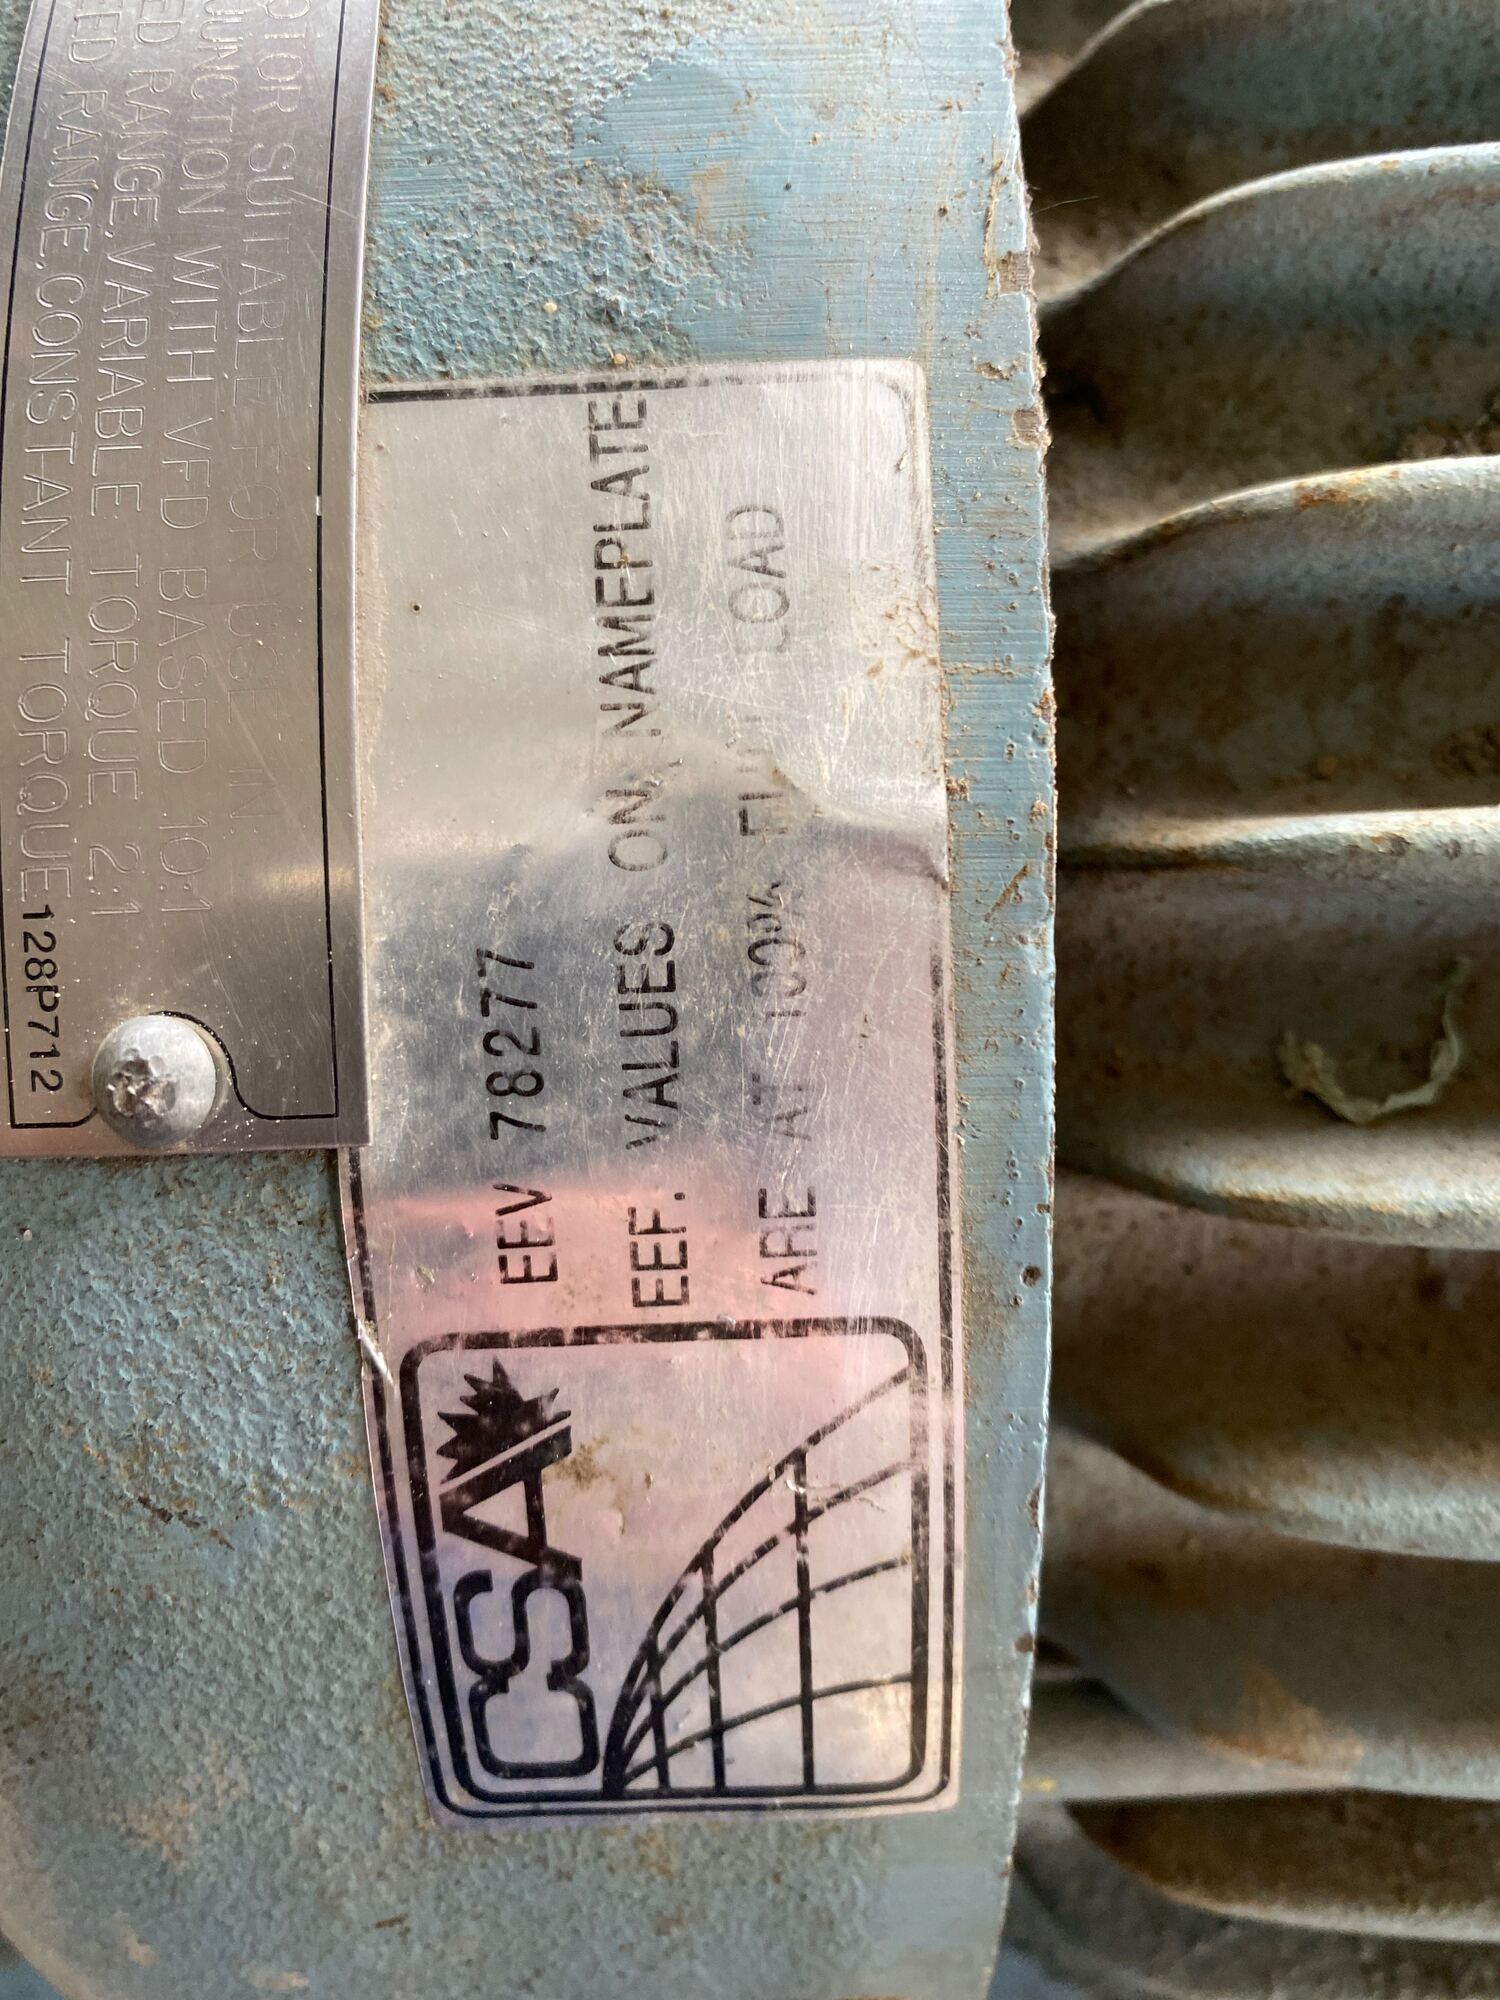 OTOR SUITABLE FOR USE IN
JUNCTION WITH VFD BASED 10:1
ED RANGE, VARIABLE TORQUE 2:1
ED RANGE, CONSTANT TORQUE
128P712
EEV 78277
EEF. VALUES ON NAMEPLATE
ARE AT 100% FULL LOAD
CSA